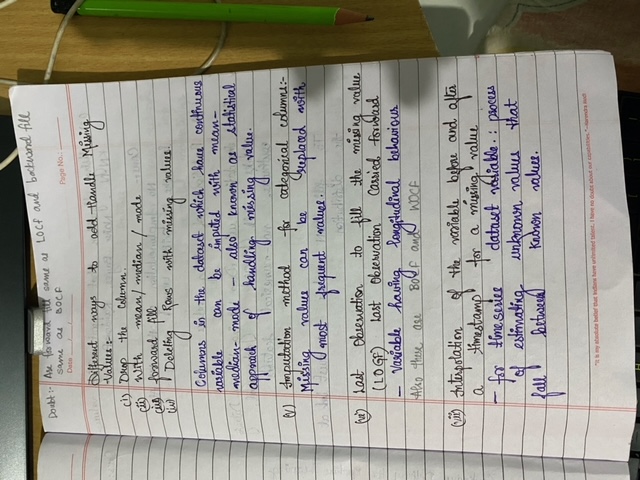 Doubt:- Are forward fill same as LOCF and backward fill
same as BOCF
Date / /
Page No.:
Different ways to add Handle Missing
Values:-
(i) Drop the column.
(ii) With mean/median/mode
(iii) forward fill
(iv) Deleting Rows with missing values.
Columns in the dataset which have continuous
variable can be imputed with mean-
median-mode - also known as statistical
approach of handling missing value.
(v) Imputation method for categorical columns:-
Missing values can be replaced with
most frequent values.
(vi) Last Observation to fill the missing value
(LOGF) Last Observation Carried forward
- Variable having longitudinal behaviour
Also these are BOCF and WOCF
(vii) Interpolation of the variable before and after
a timestamp for a missing value
- for timeseries dataset variable.: process
of estimating unknown values that
fall between known values.
"It is my absolute belief that Indians have unlimited talent. I have no doubts about our capabilities."-Narendra Modi